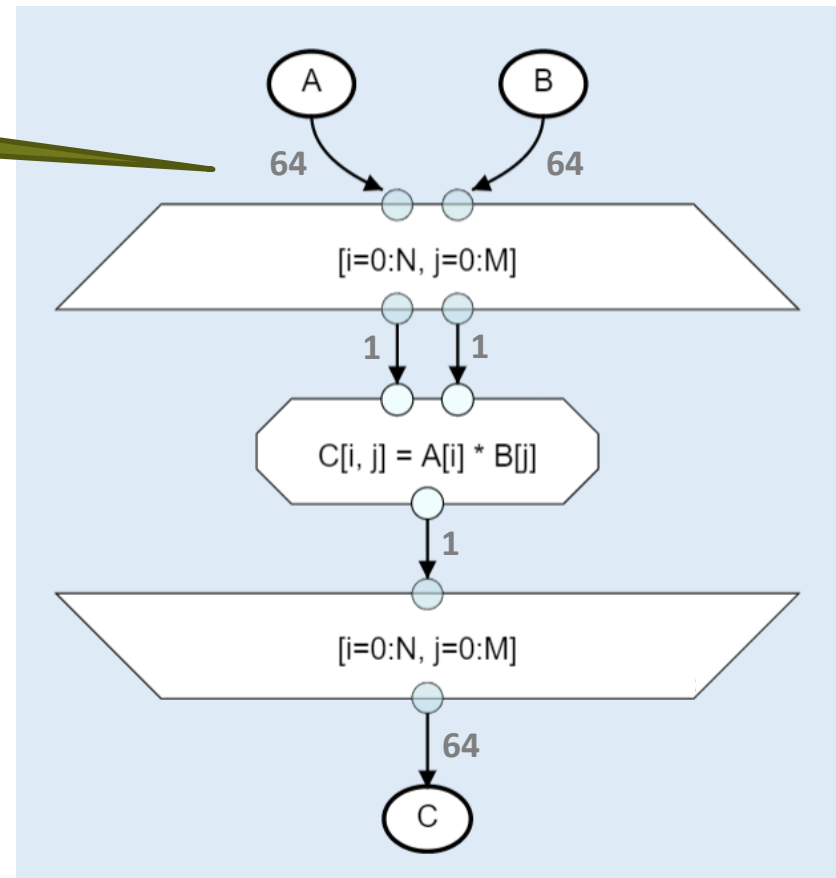 A B
64 64
[i=0:N, j=0:M]
1 1
C[i, j] = A[i] * B[j]
1
[i=0:N, j=0:M]
64
C